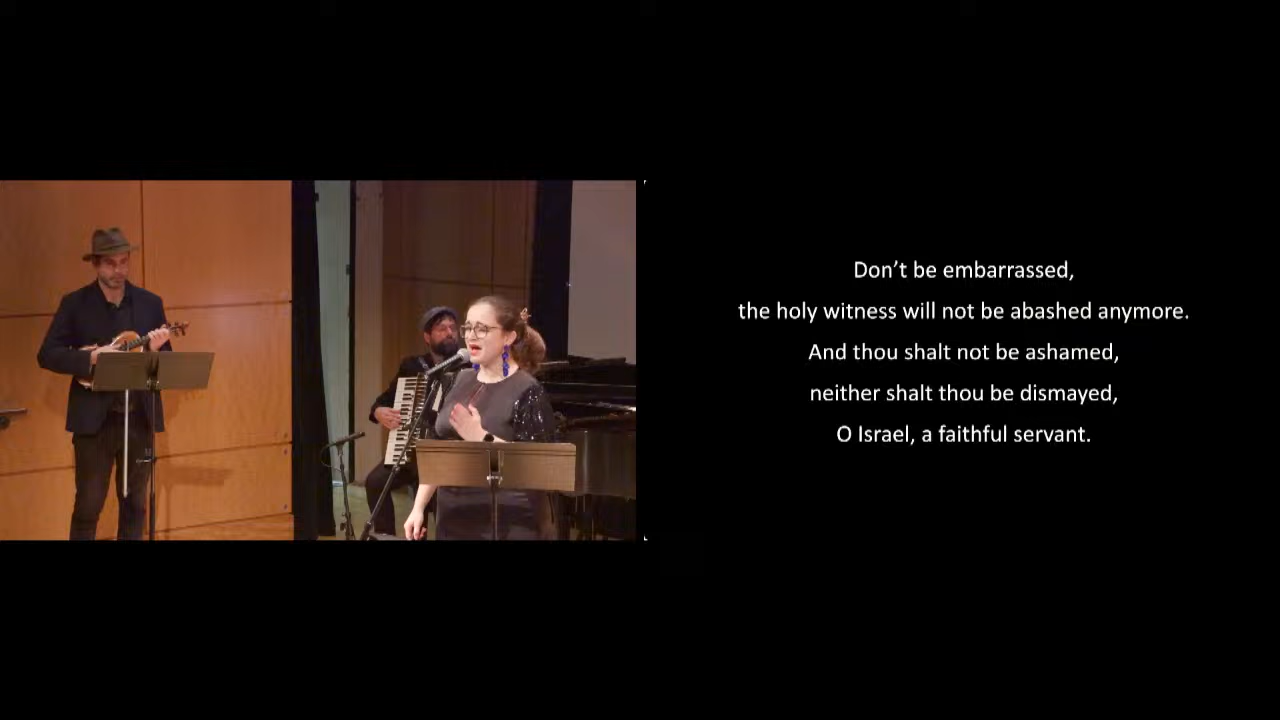 Don't be embarrassed,
the holy witness will not be abashed anymore.
And thou shalt not be ashamed,
neither shalt thou be dismayed,
O Israel, a faithful servant.